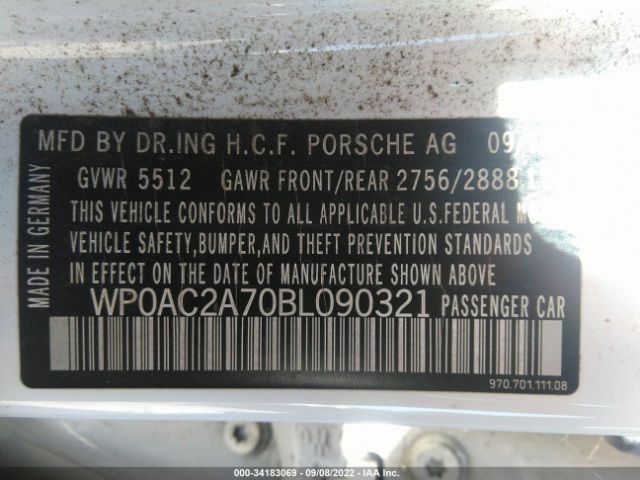 MFD BY DR.ING H.C.F. PORSCHE AG 09/
GVWR 5512 GAWR FRONT/REAR 2756/2888
THIS VEHICLE CONFORMS TO ALL APPLICABLE U.S.FEDERAL
VEHICLE SAFETY,BUMPER,AND THEFT PREVENTION STANDARDS
IN EFFECT ON THE DATE OF MANUFACTURE SHOWN ABOVE.
WP0AC2A70BL090321 PASSENGER CAR
MADE IN GERMANY
970.701.111.08
000-34183069 - 09/08/2022 - IAA Inc.